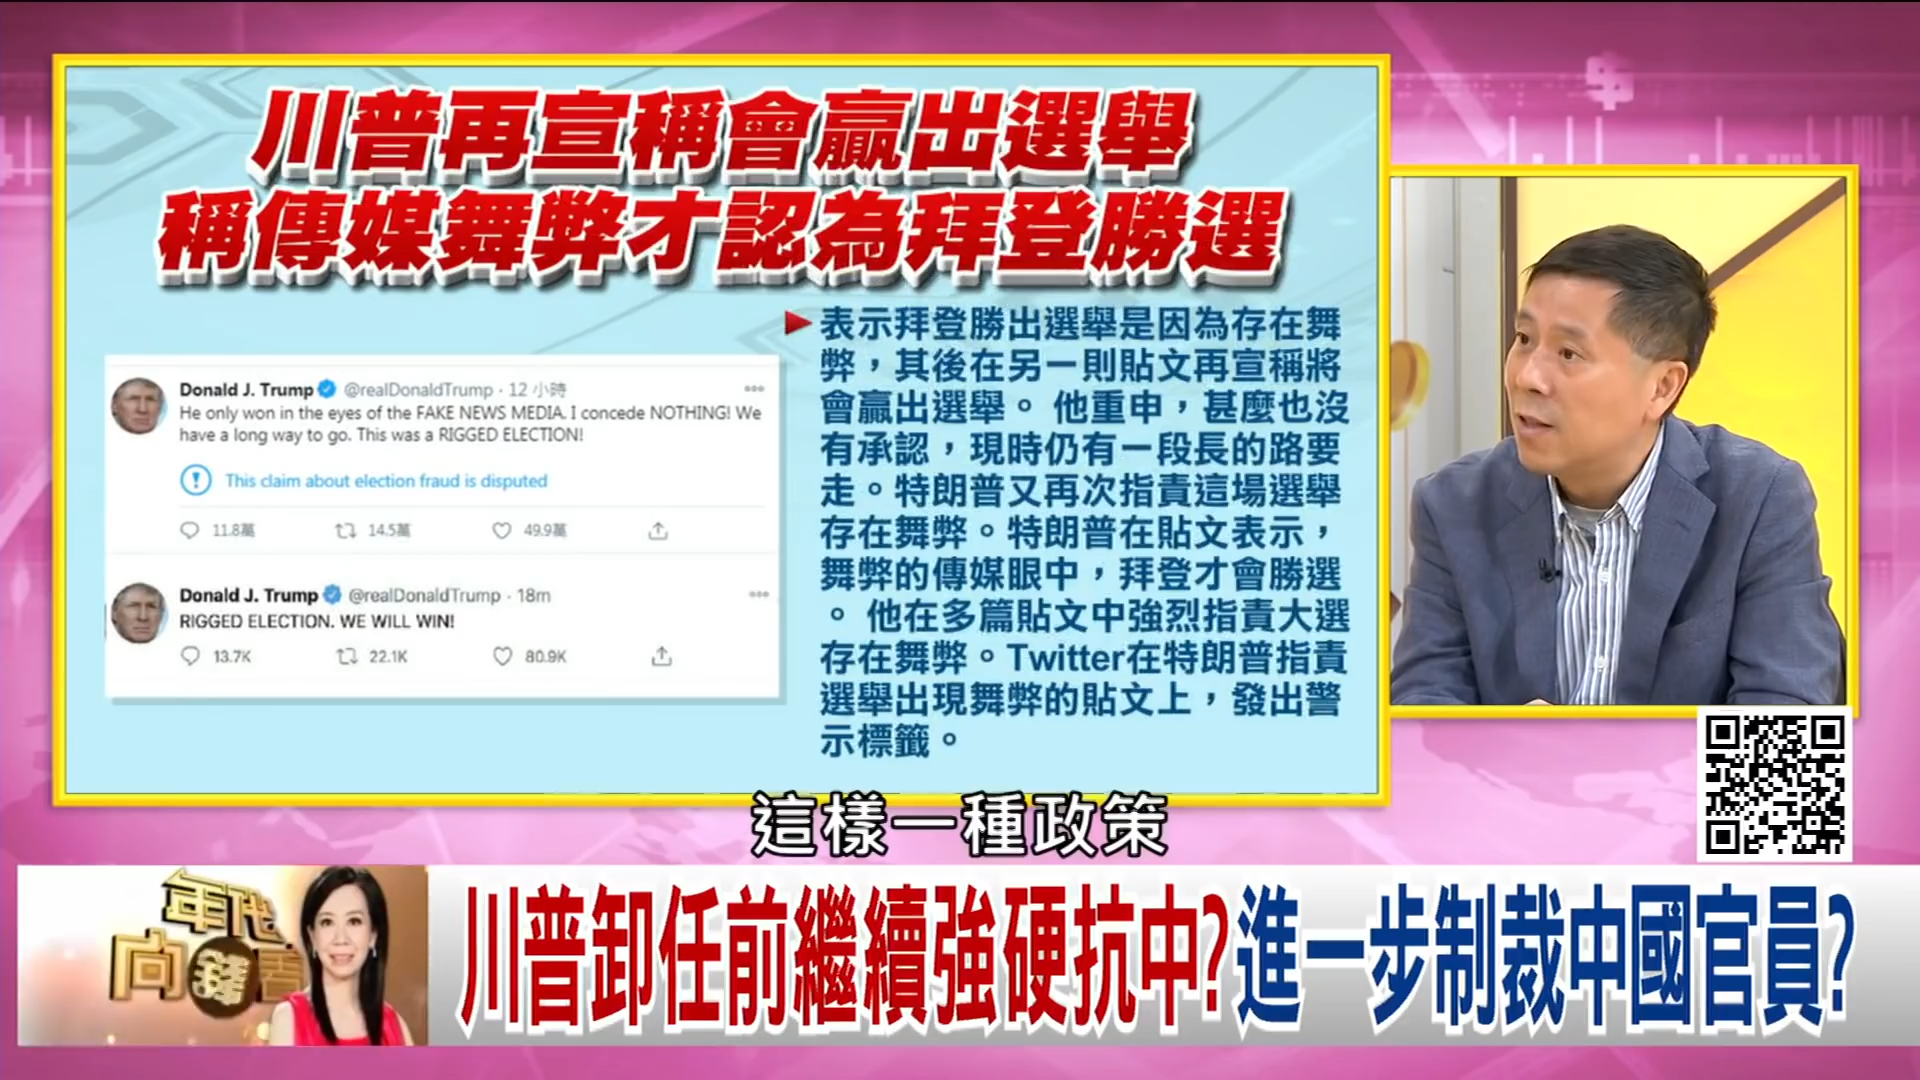 川普再宣稱會贏出選舉
稱傳媒舞弊才認為拜登勝選
Donald J. Trump @realDonaldTrump · 12 小時
He only won in the eyes of the FAKE NEWS MEDIA. I concede NOTHING! We
have a long way to go. This was a RIGGED ELECTION!
This claim about election fraud is disputed
11.8萬 14.5萬 49.9萬
Donald J. Trump @realDonaldTrump · 18m
RIGGED ELECTION. WE WILL WIN!
13.7K 22.1K 80.9K
表示拜登勝出選舉是因為存在舞
弊，其後在另一則貼文再宣稱將
會贏出選舉。 他重申，甚麼也沒
有承認，現時仍有一段長的路要
走。特朗普又再次指責這場選舉
存在舞弊。特朗普在貼文表示，
舞弊的傳媒眼中，拜登才會勝選
。 他在多篇貼文中強烈指責大選
存在舞弊。Twitter在特朗普指責
選舉出現舞弊的貼文上，發出警
示標籤。
這樣一種政策
年代
向錢看
川普卸任前繼續強硬抗中?進一步制裁中國官員?